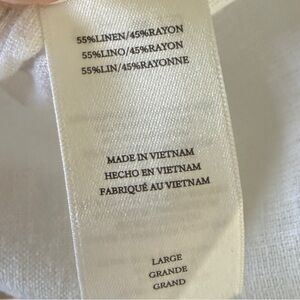 55%LINEN/45%RAYON
55%LINO/45%RAYON
55%LIN/45%RAYONNE
MADE IN VIETNAM
HECHO EN VIETNAM
FABRIQUÉ AU VIETNAM
LARGE
GRANDE
GRAND